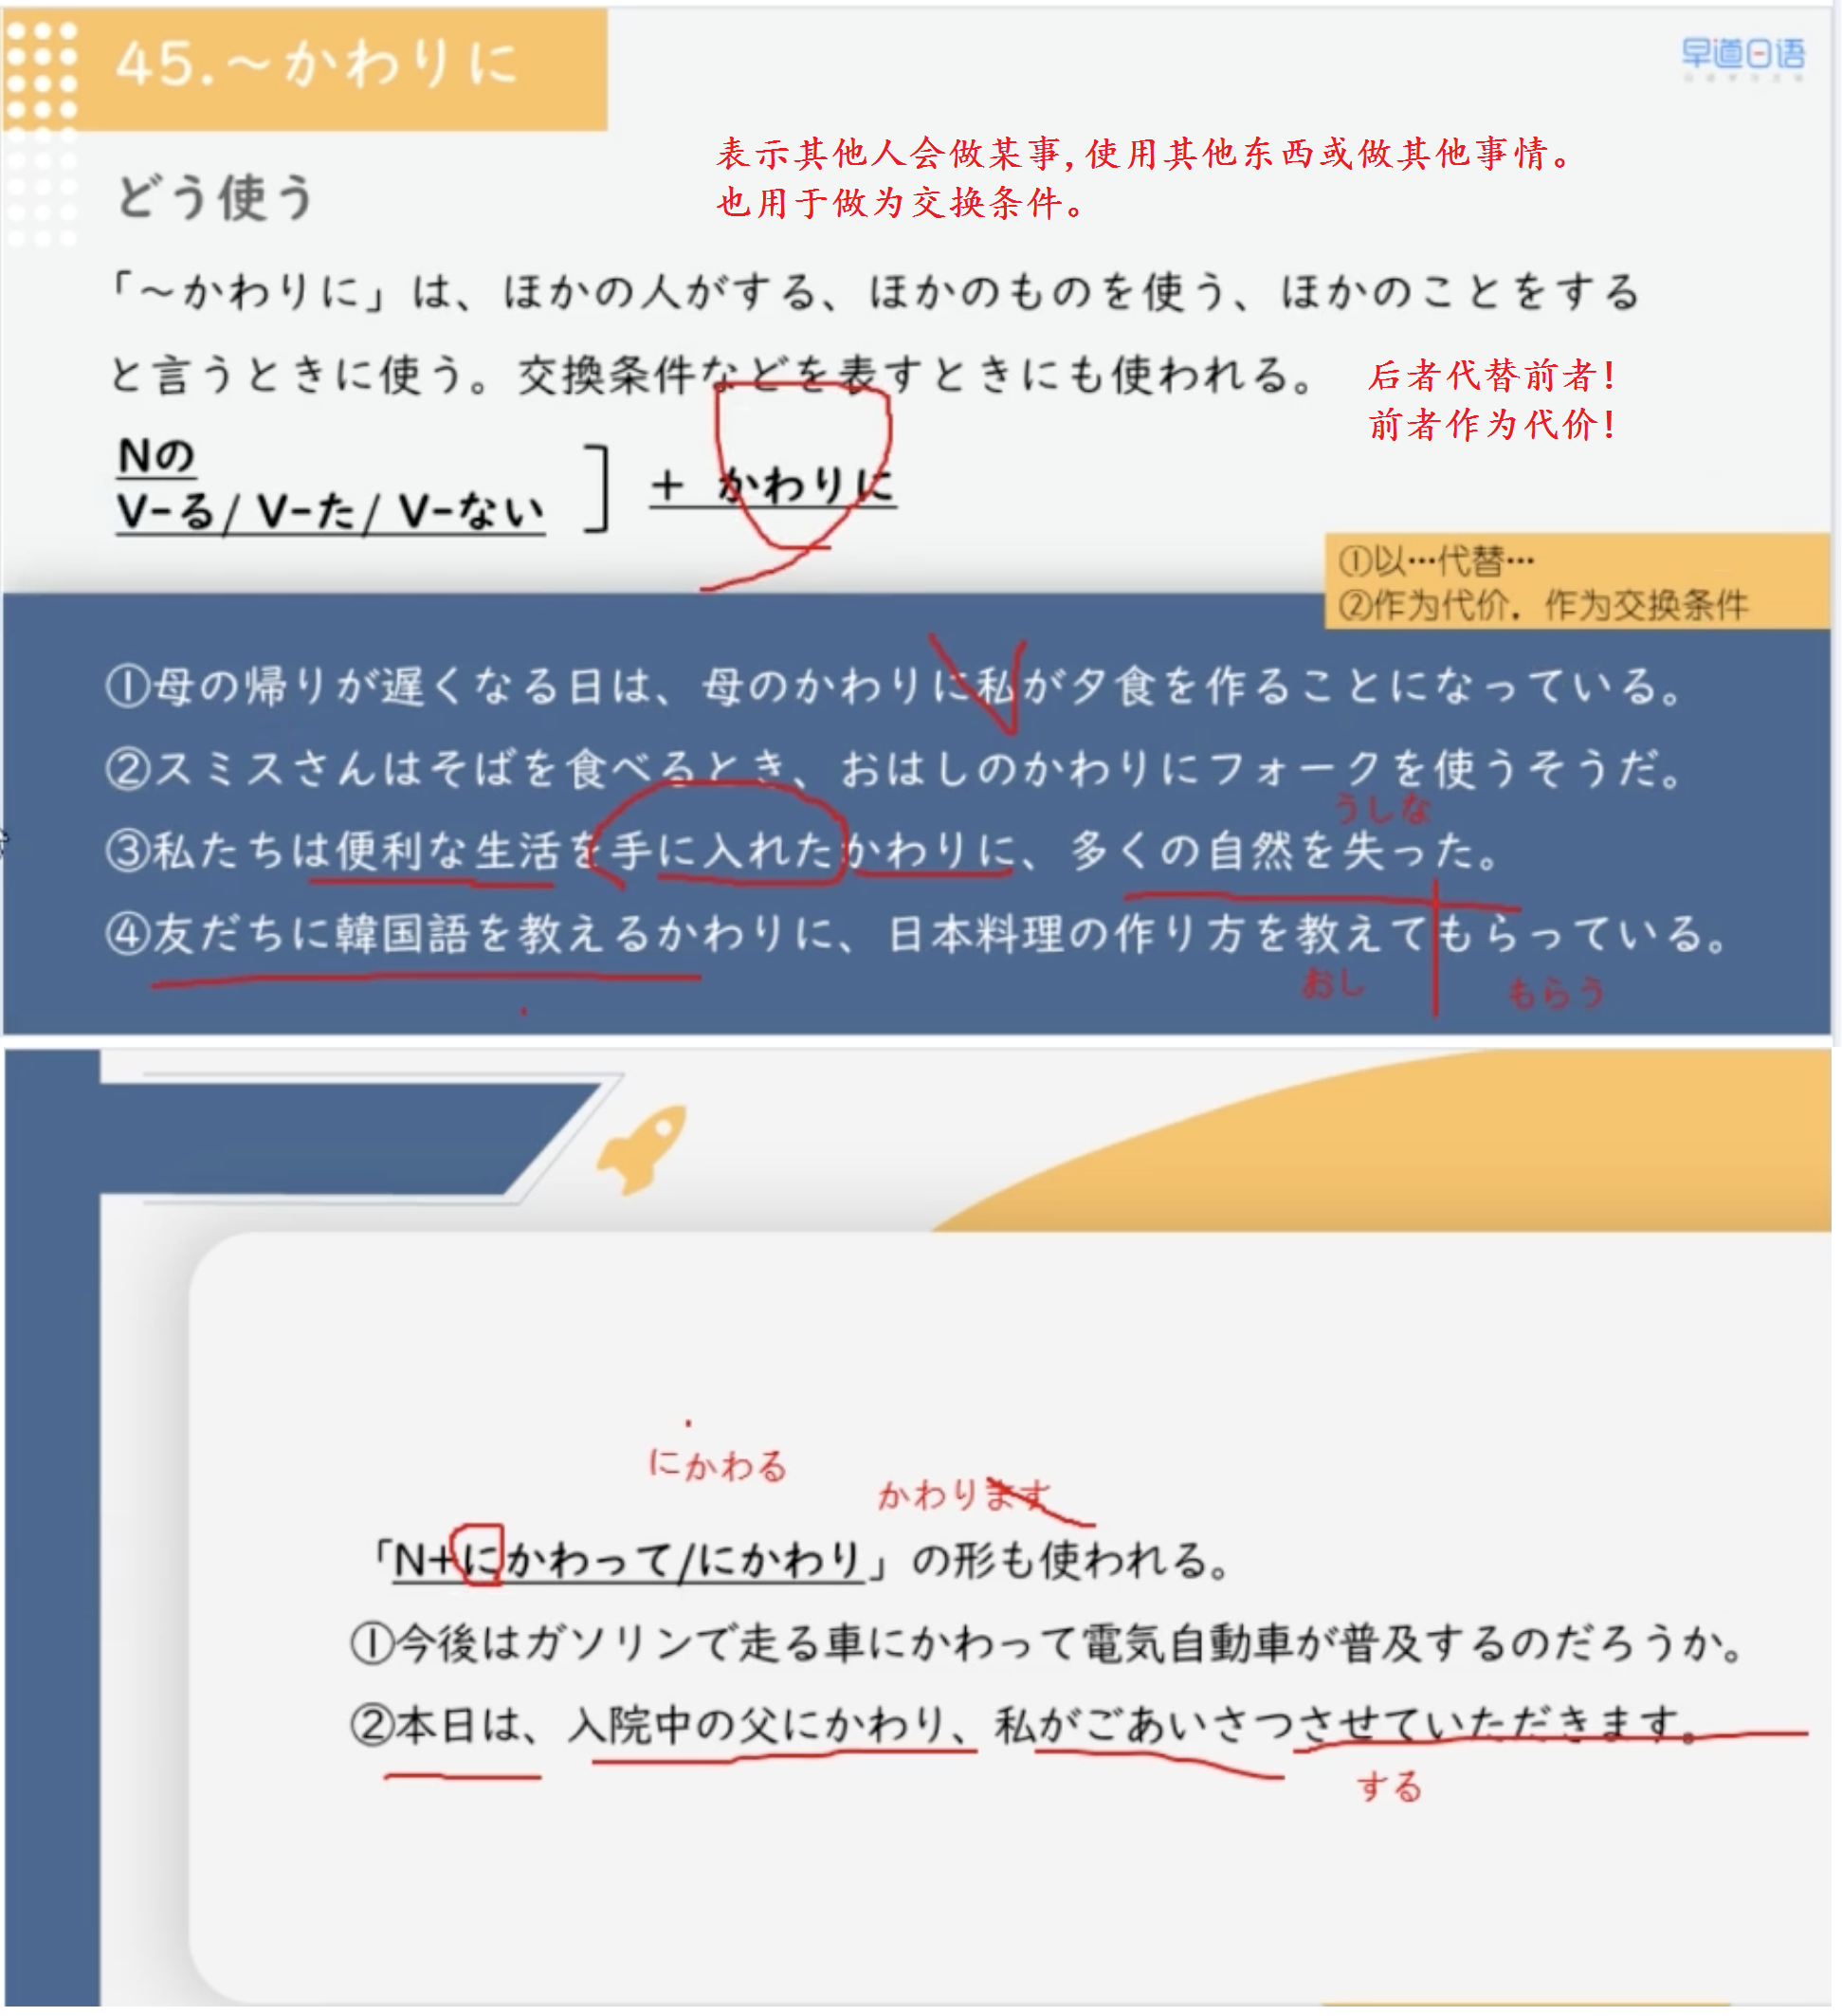 45.～かわりに
早道日语
表示其他人会做某事,使用其他东西或做其他事情。
也用于做为交换条件。
どう使う
「～かわりに」は、ほかの人がする、ほかのものを使う、ほかのことをする
と言うときに使う。交換条件などを表すときにも使われる。
后者代替前者!
前者作为代价!
Nの
V-る/ V-た/ V-ない
+ かわりに
①以…代替…
②作为代价，作为交换条件
①母の帰りが遅くなる日は、母のかわりに私が夕食を作ることになっている。
②スミスさんはそばを食べるとき、おはしのかわりにフォークを使うそうだ。
うしな
③私たちは便利な生活を手に入れたかわりに、多くの自然を失った。
④友だちに韓国語を教えるかわりに、日本料理の作り方を教えてもらっている。
おし
もらう
にかわる
かわります
「N+にかわって/にかわり」の形も使われる。
①今後はガソリンで走る車にかわって電気自動車が普及するのだろうか。
②本日は、入院中の父にかわり、私がごあいさつさせていただきます。
する